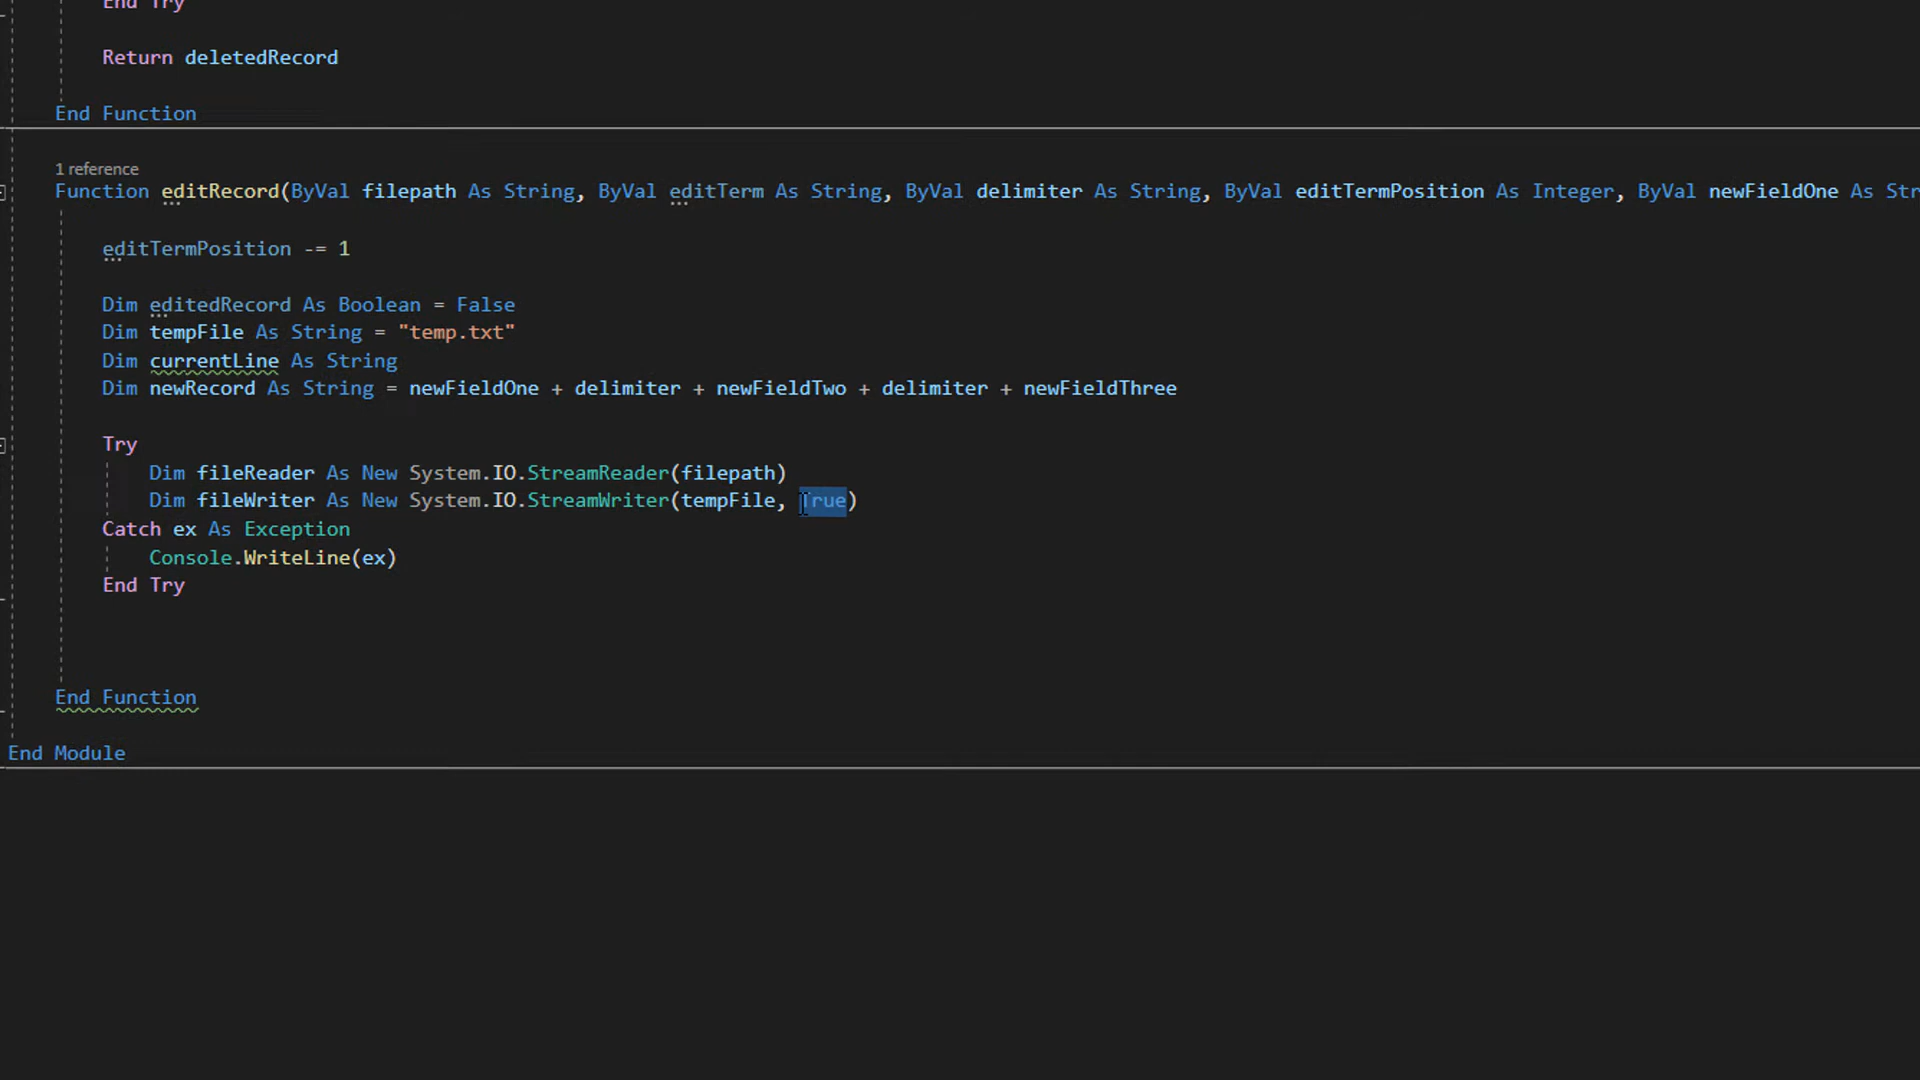 End Try
Return deletedRecord
End Function
1 reference
Function editRecord(ByVal filepath As String, ByVal editTerm As String, ByVal delimiter As String, ByVal editTermPosition As Integer, ByVal newFieldOne As Str
editTermPosition -= 1
Dim editedRecord As Boolean = False
Dim tempFile As String = "temp.txt"
Dim currentLine As String
Dim newRecord As String = newFieldOne + delimiter + newFieldTwo + delimiter + newFieldThree
Try
Dim fileReader As New System.IO.StreamReader(filepath)
Dim fileWriter As New System.IO.StreamWriter(tempFile, True)
Catch ex As Exception
Console.WriteLine(ex)
End Try
End Function
End Module